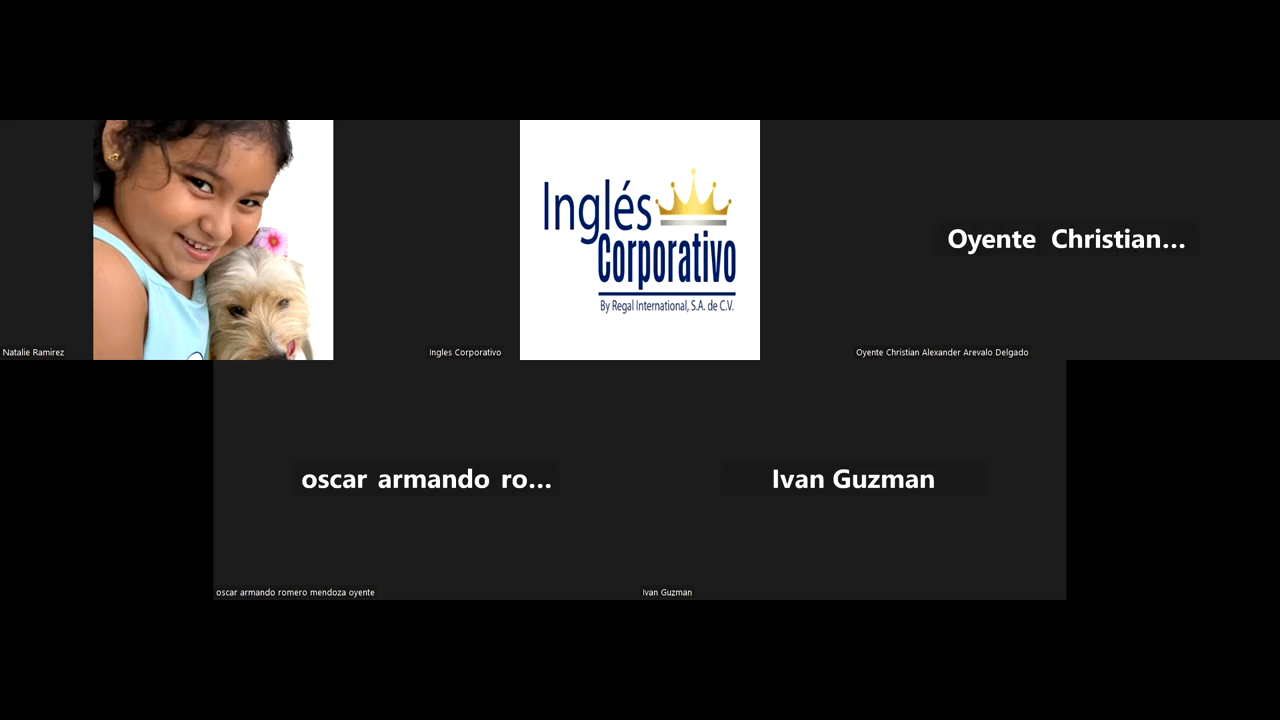 Inglés
Corporativo
By Regal International, S.A. de C.V.
Oyente Christian...
Natalie Ramirez
Ingles Corporativo
Oyente Christian Alexander Arevalo Delgado
oscar armando ro...
Ivan Guzman
oscar armando romero mendoza oyente
Ivan Guzman